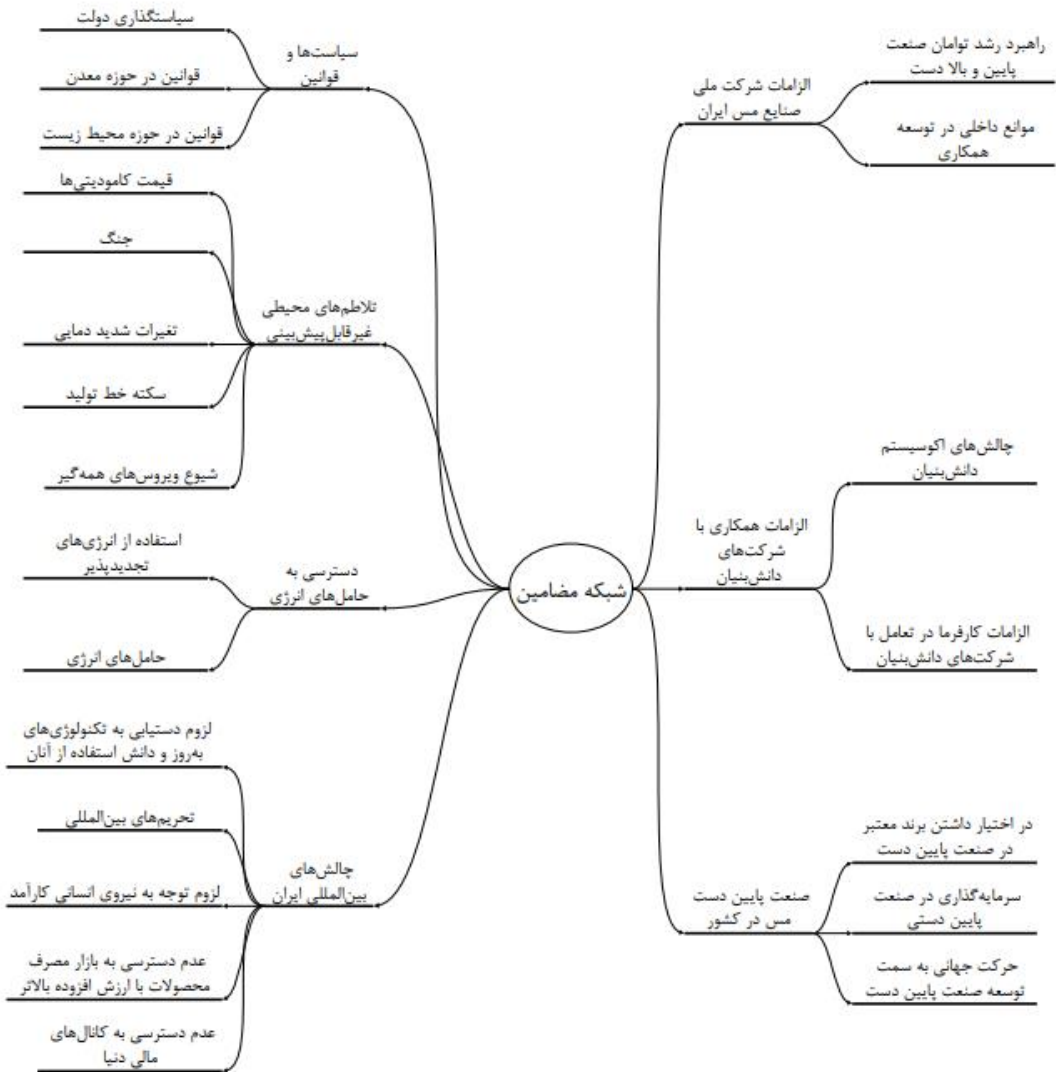 شبکه مضامین
الزامات شرکت ملی
صنایع مس ایران
راهبرد رشد توامان صنعت
پایین و بالا دست
موانع داخلی در توسعه
همکاری
الزامات همکاری با
شرکت‌های
دانش‌بنیان
چالش‌های اکوسیستم
دانش‌بنیان
الزامات کارفرما در تعامل با
شرکت‌های دانش‌بنیان
صنعت پایین دست
مس در کشور
در اختیار داشتن برند معتبر
در صنعت پایین دست
سرمایه‌گذاری در صنعت
پایین دستی
حرکت جهانی به سمت
توسعه صنعت پایین دست
سیاست‌ها و
قوانین
سیاستگذاری دولت
قوانین در حوزه معدن
قوانین در حوزه محیط زیست
تلاطم‌های محیطی
غیرقابل‌پیش‌بینی
قیمت کامودیتی‌ها
جنگ
تغیرات شدید دمایی
سکته خط تولید
شیوع ویروس‌های همه‌گیر
دسترسی به
حامل‌های انرژی
استفاده از انرژی‌های
تجدیدپذیر
حامل‌های انرژی
چالش‌های
بین‌المللی ایران
لزوم دستیابی به تکنولوژی‌های
به‌روز و دانش استفاده از آنان
تحریم‌های بین‌المللی
لزوم توجه به نیروی انسانی کارآمد
عدم دسترسی به بازار مصرف
محصولات با ارزش افزوده بالاتر
عدم دسترسی به کانال‌های
مالی دنیا